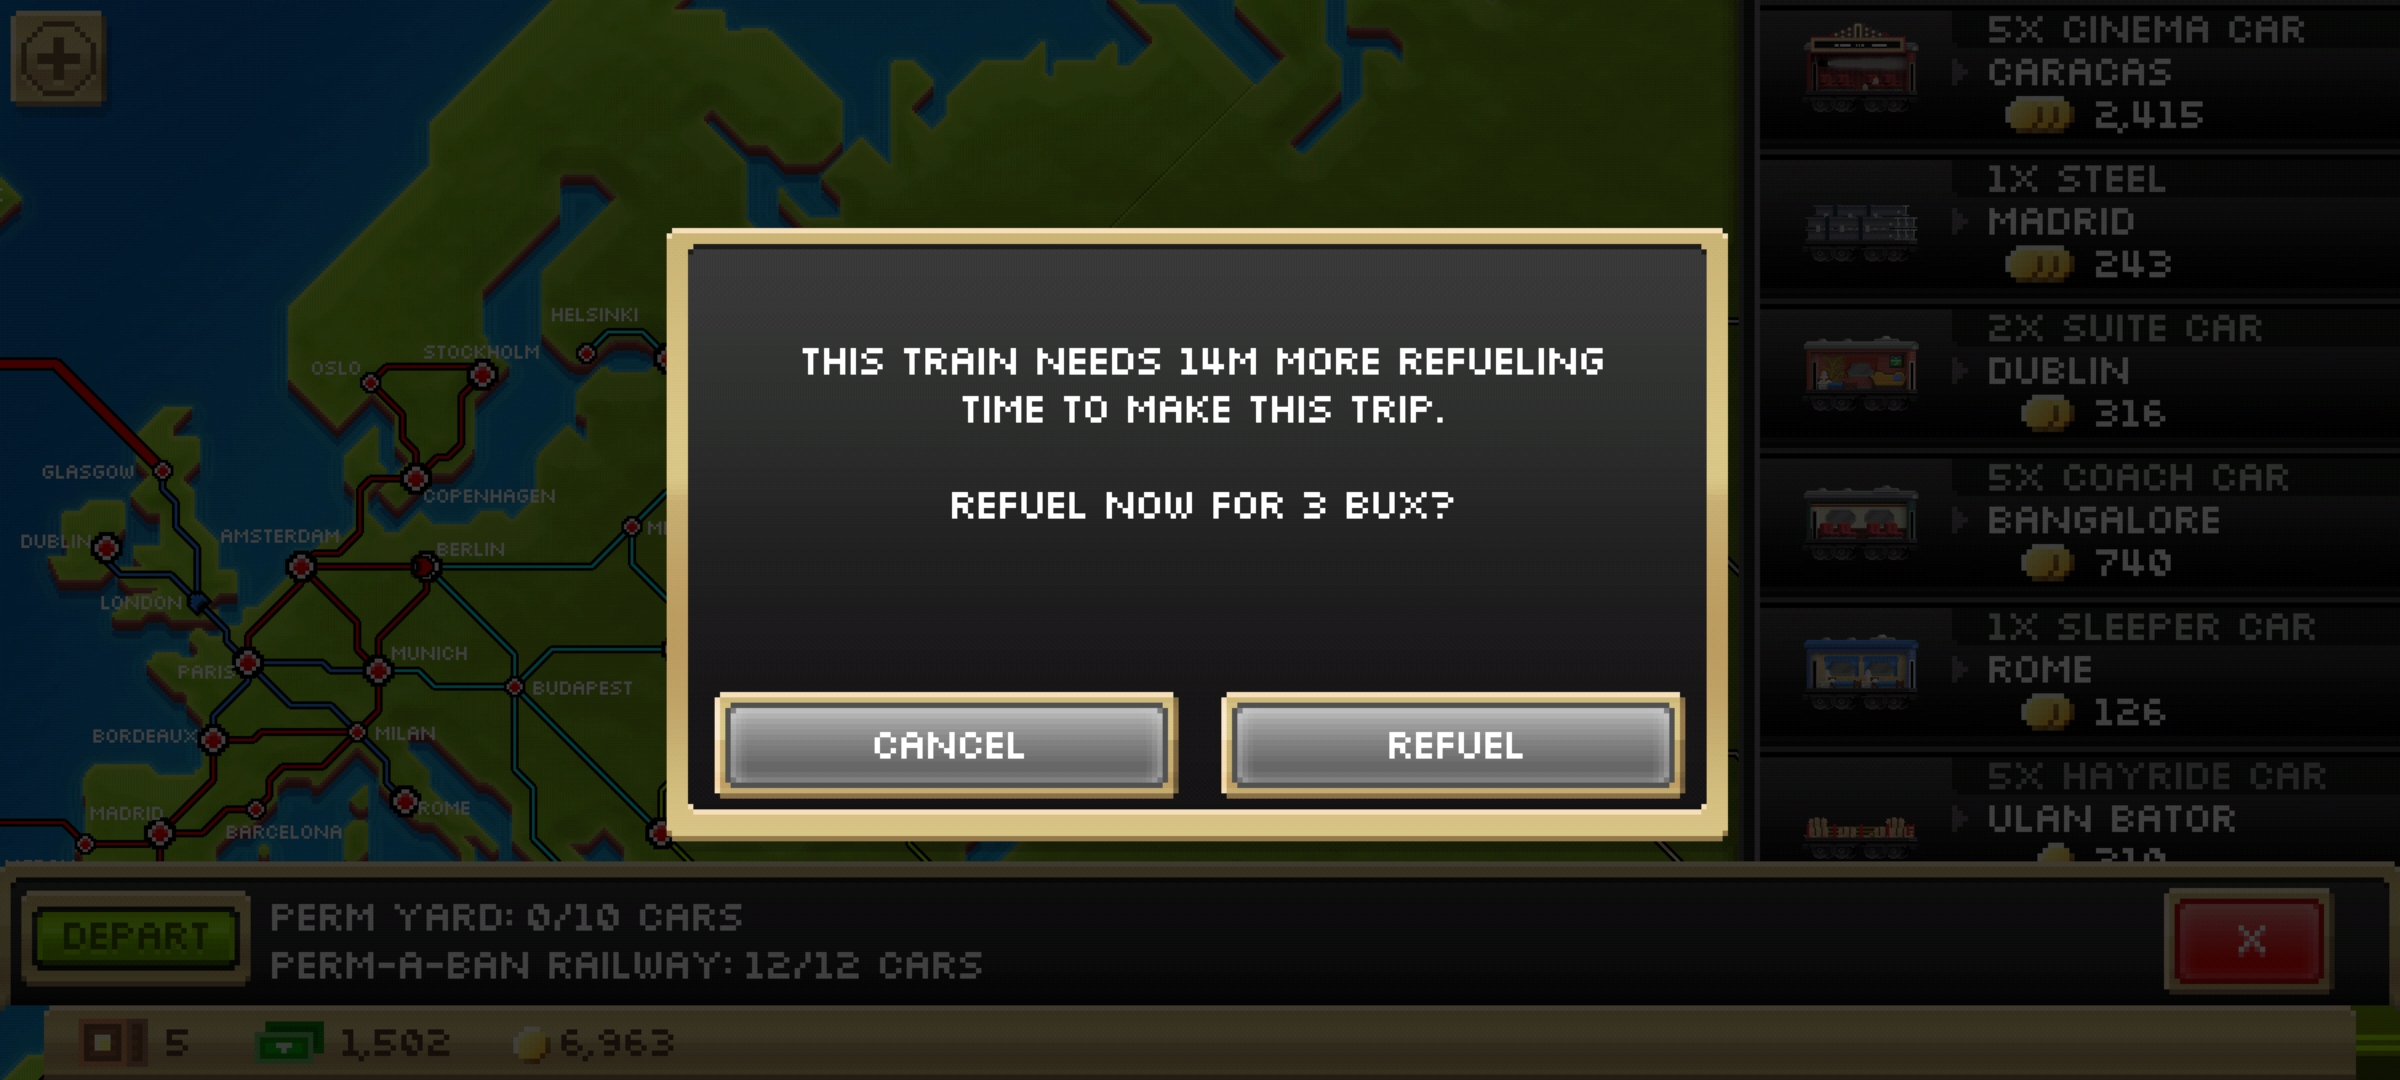 THIS TRAIN NEEDS 14M MORE REFUELING
TIME TO MAKE THIS TRIP.
REFUEL NOW FOR 3 BUX?
CANCEL
REFUEL
HELSINKI
STOCKHOLM
OSLO
GLASGOW
COPENHAGEN
AMSTERDAM
DUBLIN
BERLIN
LONDON
MUNICH
PARIS
BUDAPEST
BORDEAUX
MILAN
MADRID
ROME
BARCELONA
5X CINEMA CAR
CARACAS
2,415
1X STEEL
MADRID
243
2X SUITE CAR
DUBLIN
316
5X COACH CAR
BANGALORE
740
1X SLEEPER CAR
ROME
126
5X HAYRIDE CAR
ULAN BATOR
DEPART
PERM YARD: 0/10 CARS
PERM-A-BAN RAILWAY: 12/12 CARS
X
5
1,502
6,963